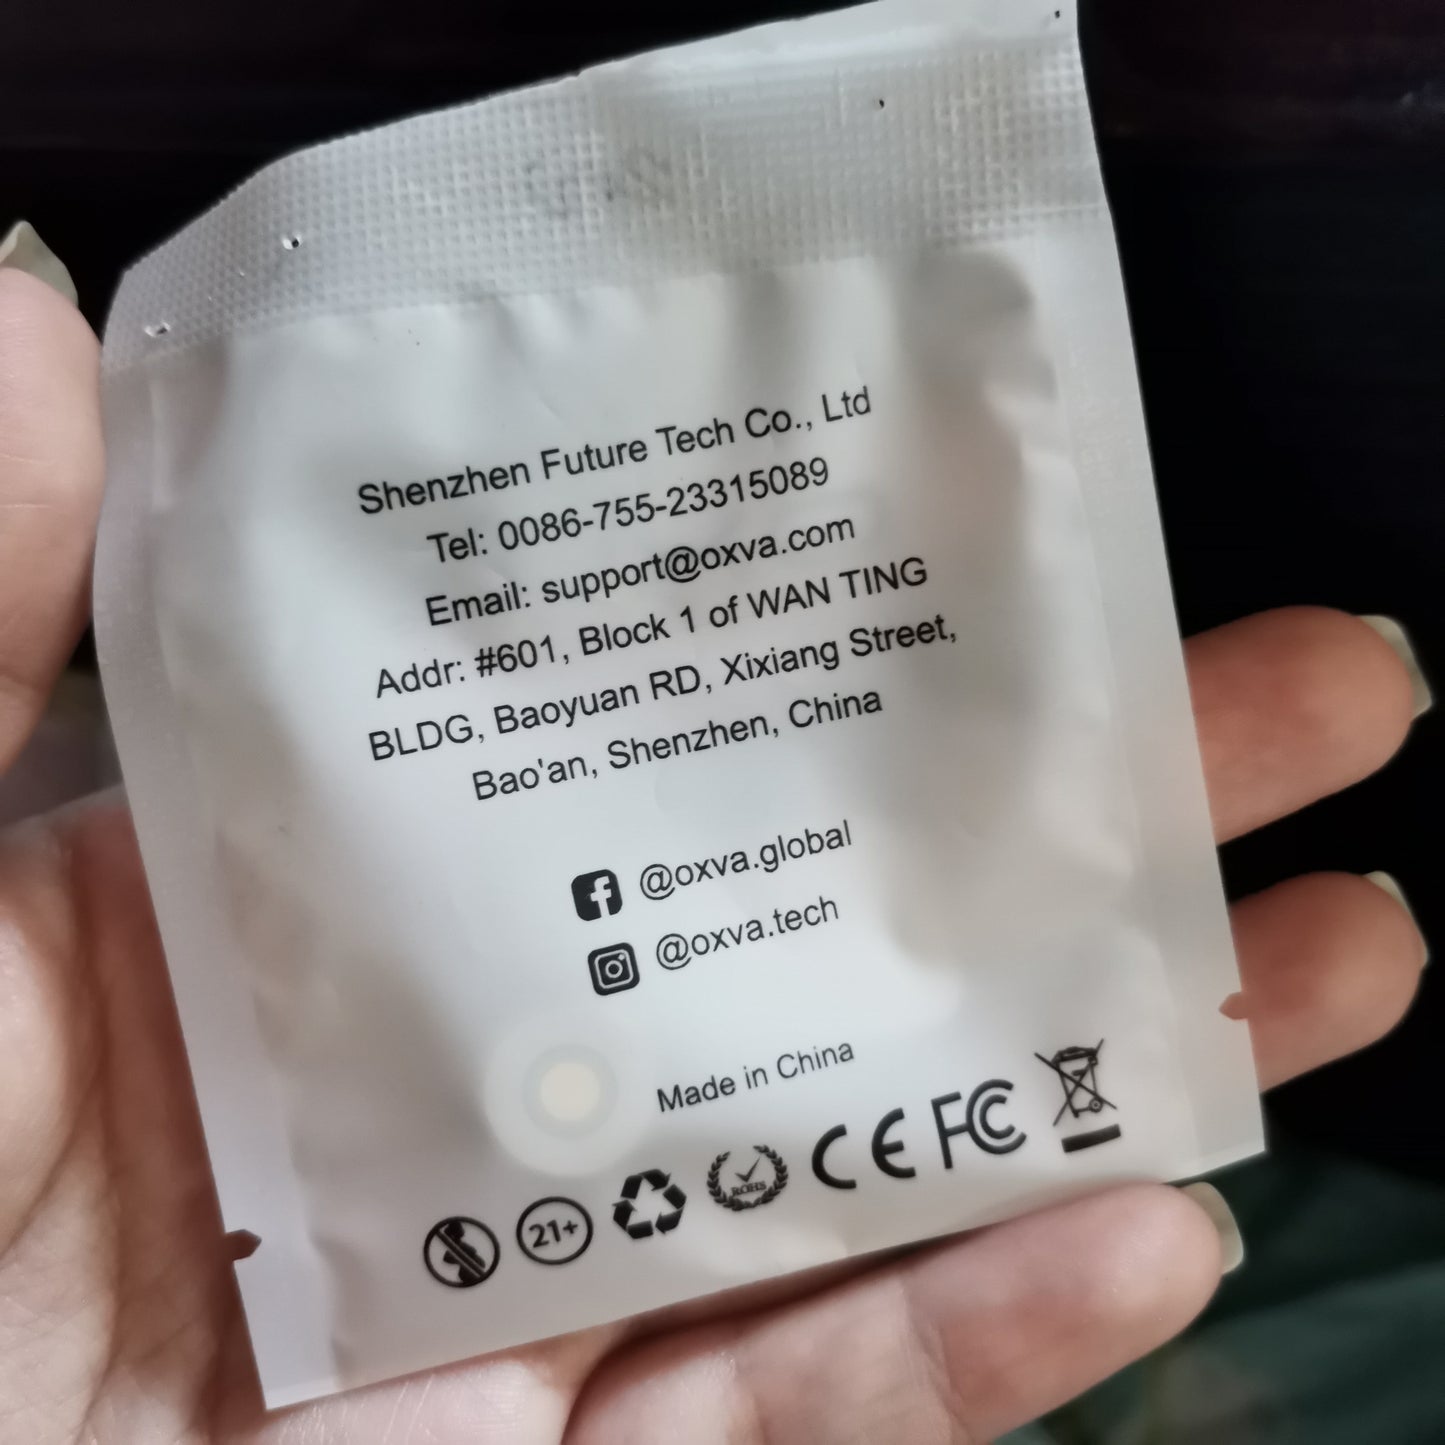 Shenzhen Future Tech Co., Ltd
Tel: 0086-755-23315089
Email: support@oxva.com
Addr: #601, Block 1 of WAN TING
BLDG, Baoyuan RD, Xixiang Street,
Bao'an, Shenzhen, China
@oxva.global
@oxva.tech
Made in China
21+ ROHS CE FC